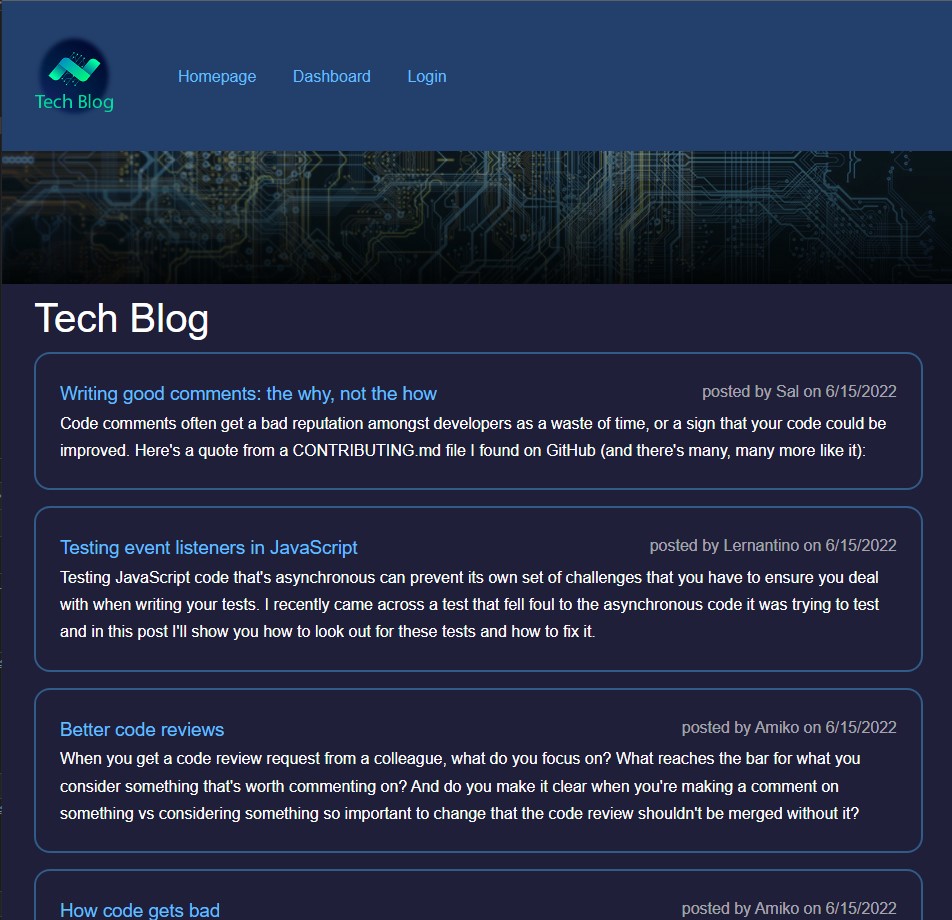 Tech Blog
Homepage Dashboard Login
Tech Blog
Writing good comments: the why, not the how posted by Sal on 6/15/2022
Code comments often get a bad reputation amongst developers as a waste of time, or a sign that your code could be
improved. Here's a quote from a CONTRIBUTING.md file I found on GitHub (and there's many, many more like it):
Testing event listeners in JavaScript posted by Lernantino on 6/15/2022
Testing JavaScript code that's asynchronous can prevent its own set of challenges that you have to ensure you deal
with when writing your tests. I recently came across a test that fell foul to the asynchronous code it was trying to test
and in this post I'll show you how to look out for these tests and how to fix it.
Better code reviews posted by Amiko on 6/15/2022
When you get a code review request from a colleague, what do you focus on? What reaches the bar for what you
consider something that's worth commenting on? And do you make it clear when you're making a comment on
something vs considering something so important to change that the code review shouldn't be merged without it?
How code gets bad posted by Amiko on 6/15/2022